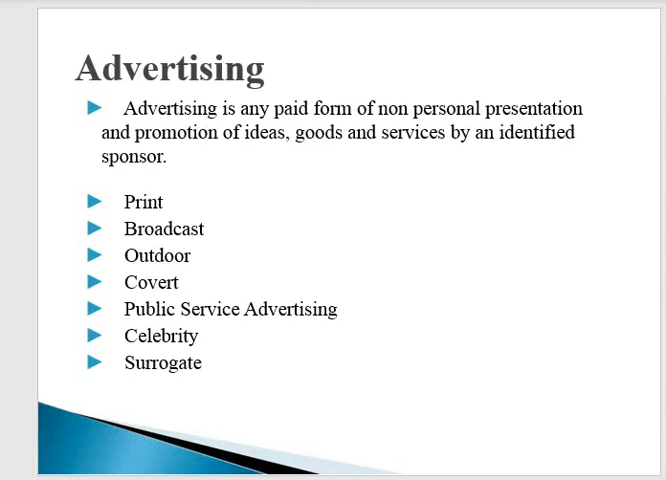 Advertising
Advertising is any paid form of non personal presentation
and promotion of ideas, goods and services by an identified
sponsor.
Print
Broadcast
Outdoor
Covert
Public Service Advertising
Celebrity
Surrogate